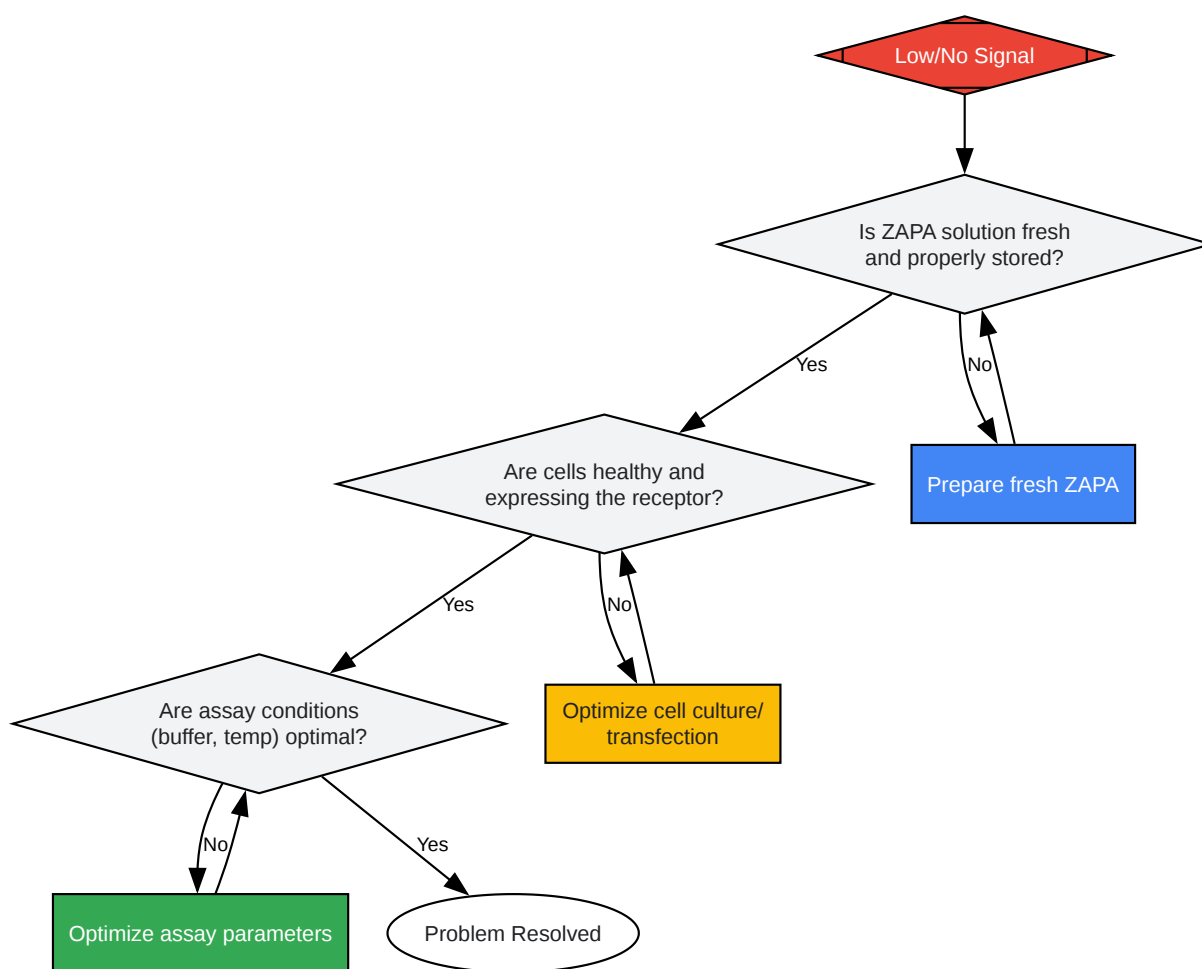 Low/No Signal
Is ZAPA solution fresh
and properly stored?
Yes
No
Are cells healthy and
expressing the receptor?
Prepare fresh ZAPA
Yes
No
Are assay conditions
(buffer, temp) optimal?
Optimize cell culture/
transfection
No
Yes
Optimize assay parameters
Problem Resolved